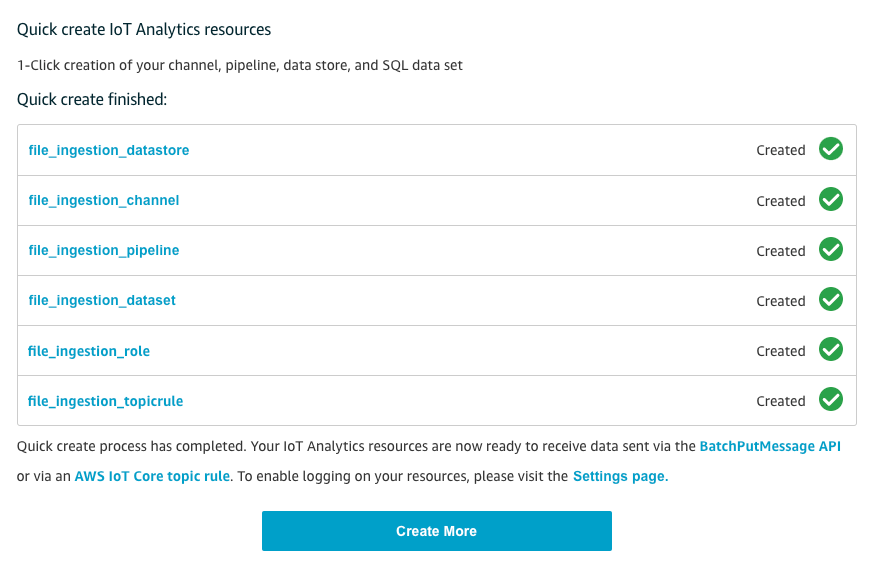 Quick create IoT Analytics resources
1-Click creation of your channel, pipeline, data store, and SQL data set
Quick create finished:
file_ingestion_datastore Created
file_ingestion_channel Created
file_ingestion_pipeline Created
file_ingestion_dataset Created
file_ingestion_role Created
file_ingestion_topicrule Created
Quick create process has completed. Your IoT Analytics resources are now ready to receive data sent via the BatchPutMessage API
or via an AWS IoT Core topic rule. To enable logging on your resources, please visit the Settings page.
Create More